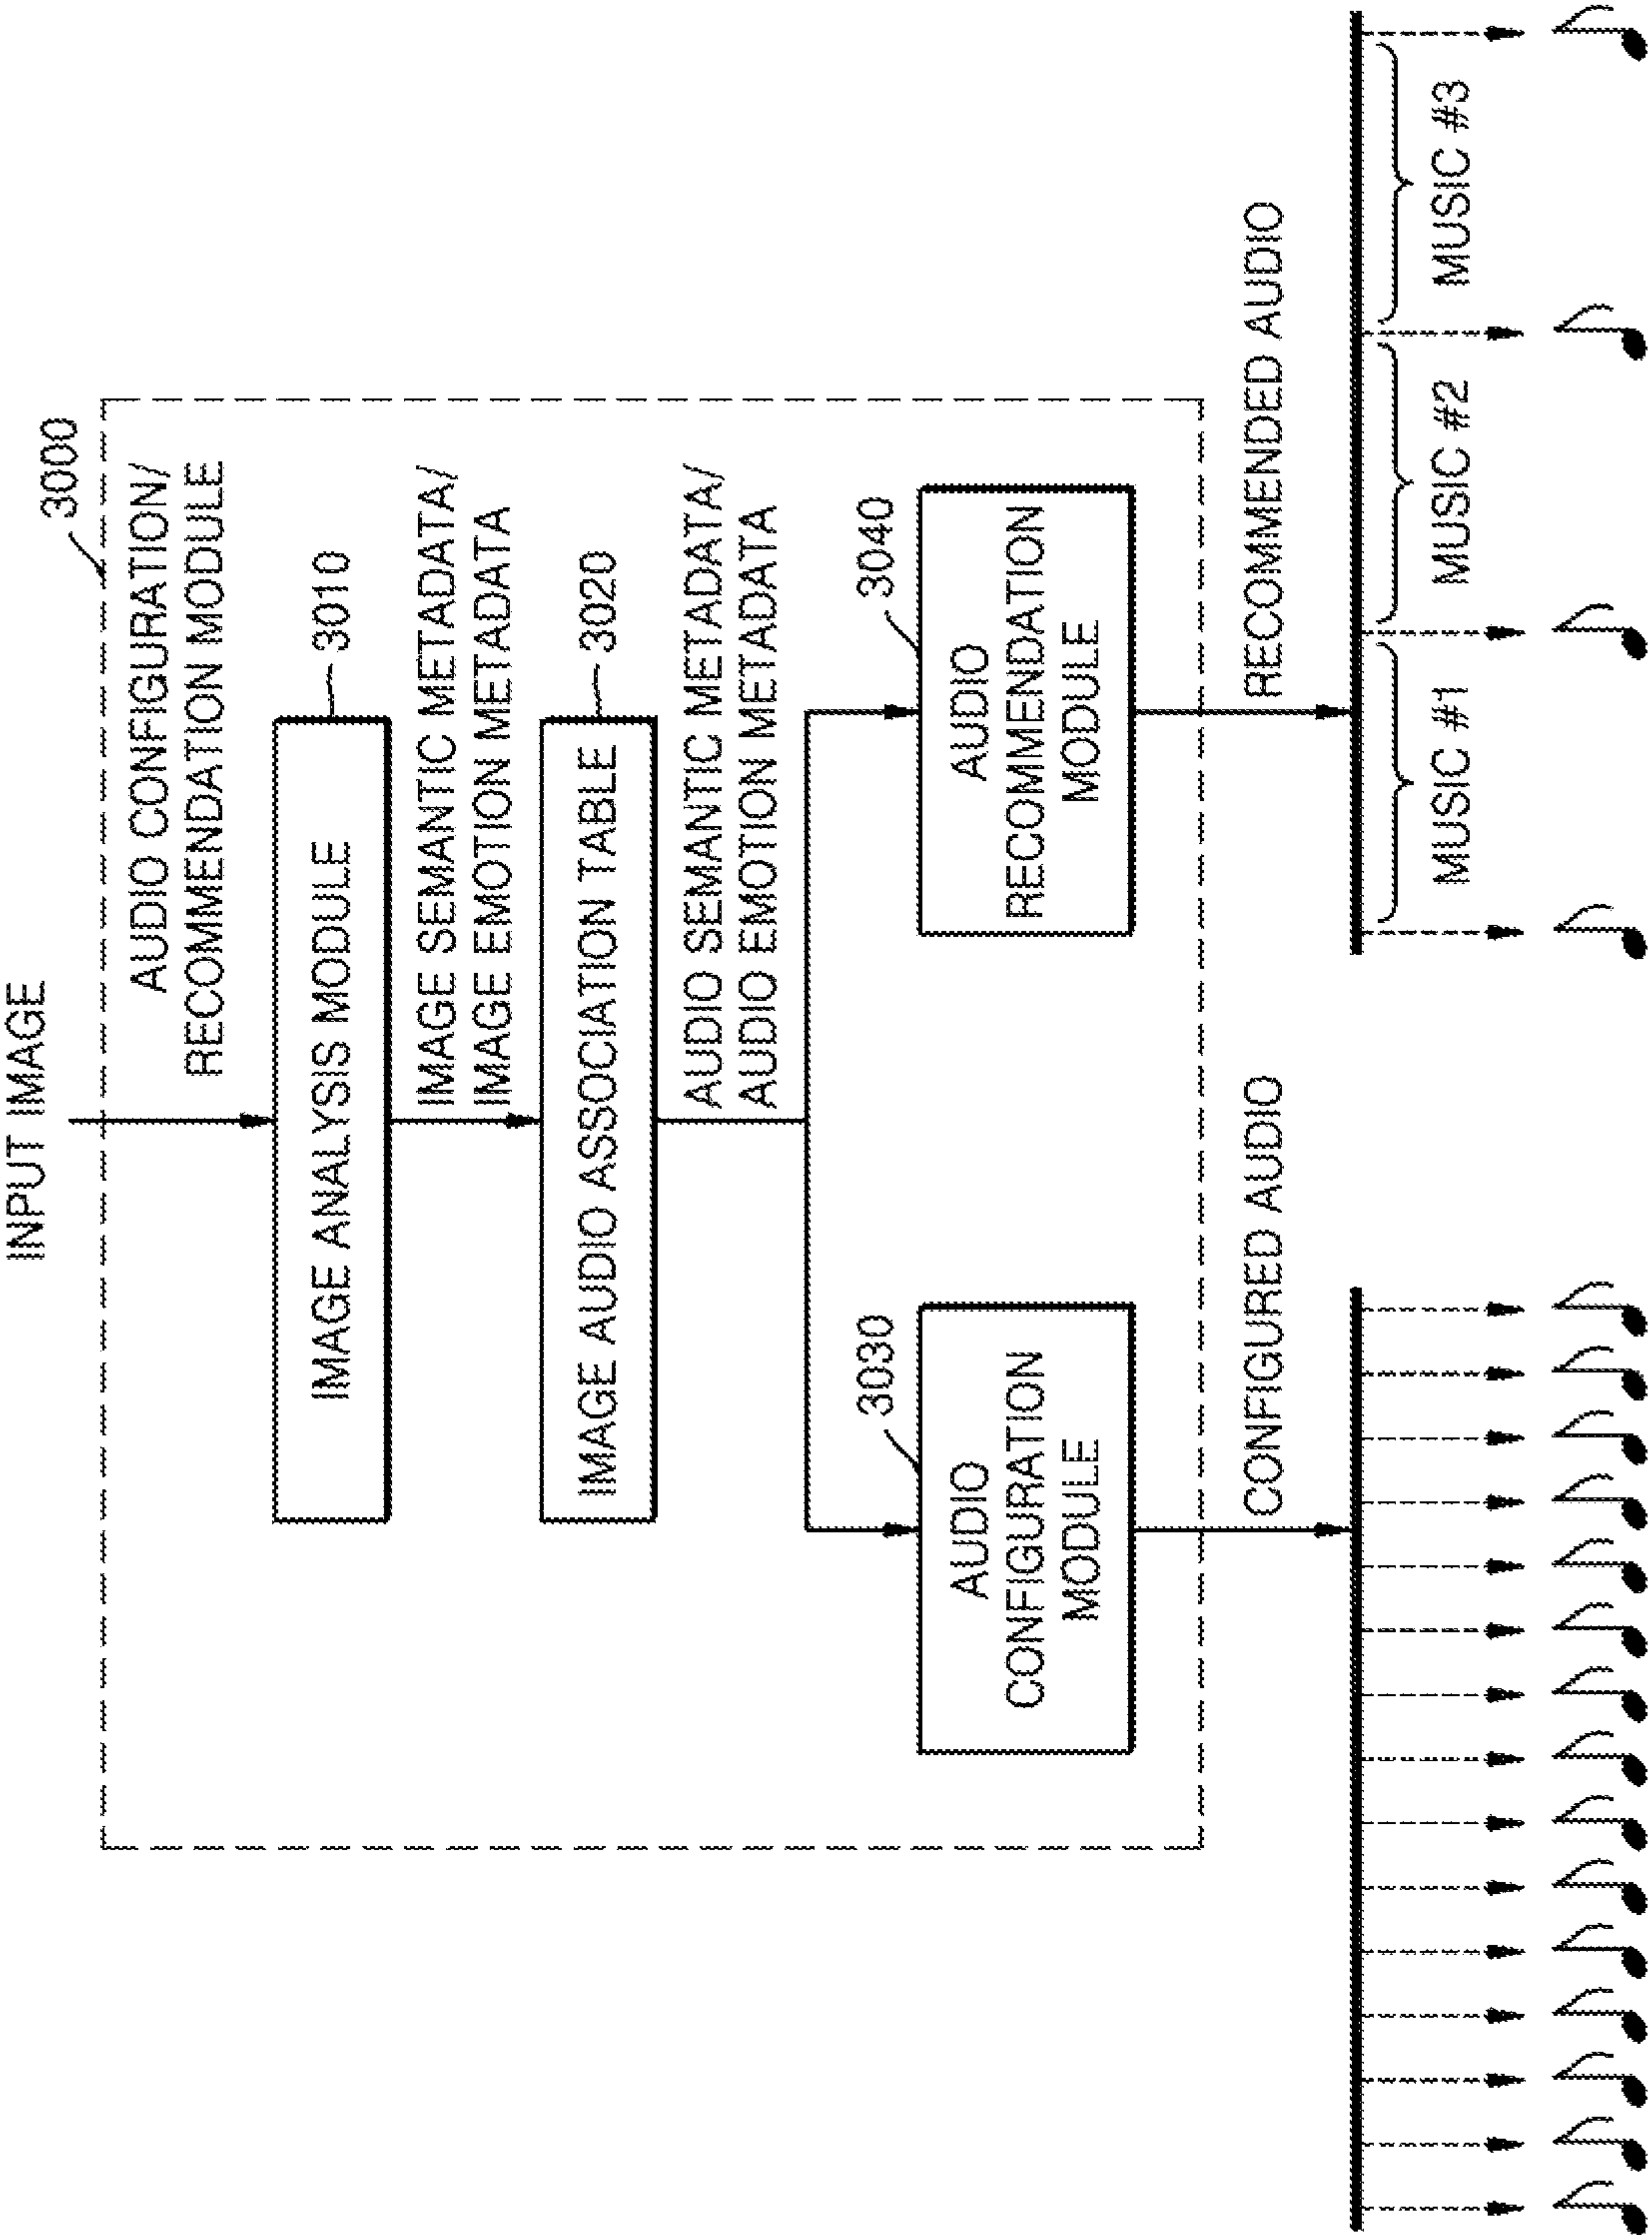 INPUT IMAGE
3000
AUDIO CONFIGURATION/
RECOMMENDATION MODULE
3010
IMAGE ANALYSIS MODULE
IMAGE SEMANTIC METADATA/
IMAGE EMOTION METADATA
3020
IMAGE AUDIO ASSOCIATION TABLE
AUDIO SEMANTIC METADATA/
AUDIO EMOTION METADATA
3030
AUDIO
CONFIGURATION
MODULE
3040
AUDIO
RECOMMENDATION
MODULE
CONFIGURED AUDIO
RECOMMENDED AUDIO
MUSIC #1
MUSIC #2
MUSIC #3